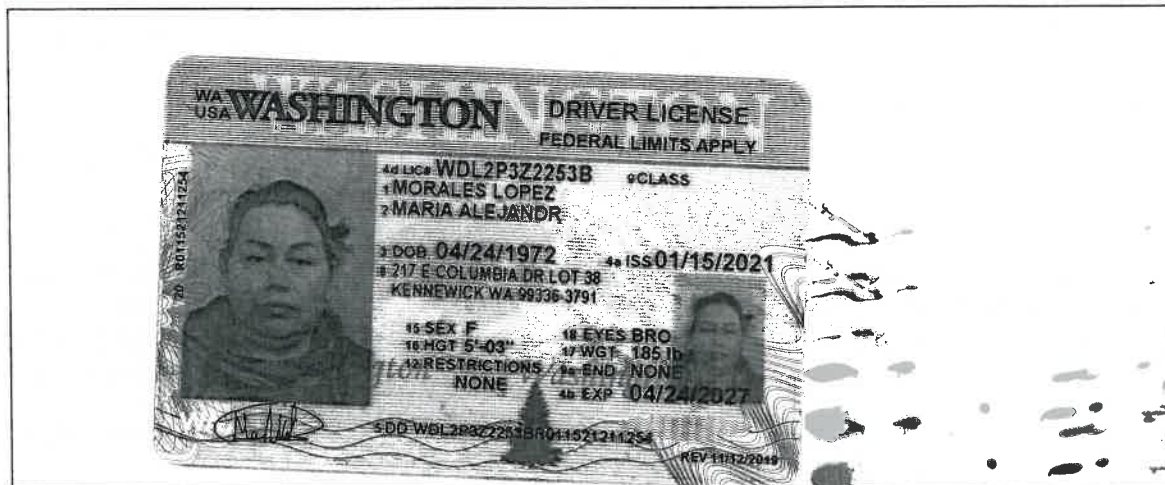 WA
USA WASHINGTON DRIVER LICENSE
FEDERAL LIMITS APPLY
4d LIC# WDL2P3Z2253B 9 CLASS
1 MORALES LOPEZ
2 MARIA ALEJANDR
3 DOB 04/24/1972 4a ISS 01/15/2021
8 217 E COLUMBIA DR LOT 38
KENNEWICK WA 99336-3791
15 SEX F 18 EYES BRO
16 HGT 5'-03" 17 WGT 185 lb
12 RESTRICTIONS 9a END NONE
NONE 4b EXP 04/24/2027
5 DD WDL2P3Z2253BR011521211254
REV 11/12/2019
20 R011521211254